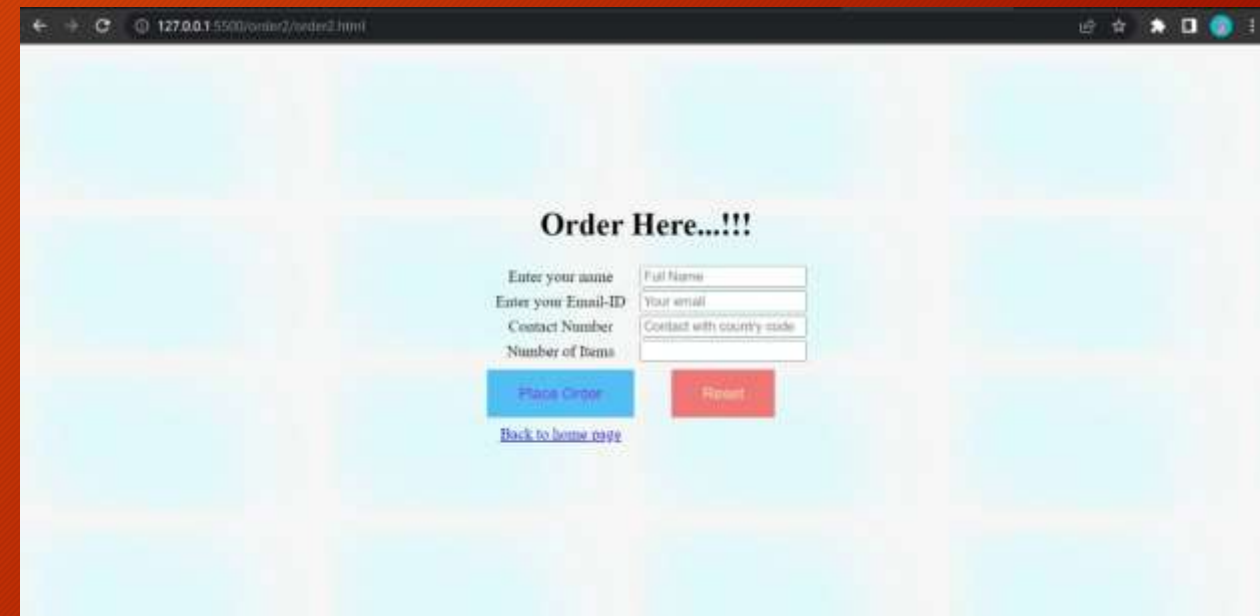 127.0.0.1:5500/order2/order2.html
Order Here...!!!
Enter your name Full Name
Enter your Email-ID Your email
Contact Number Contact with country code
Number of Items
Place Order Reset
Back to home page